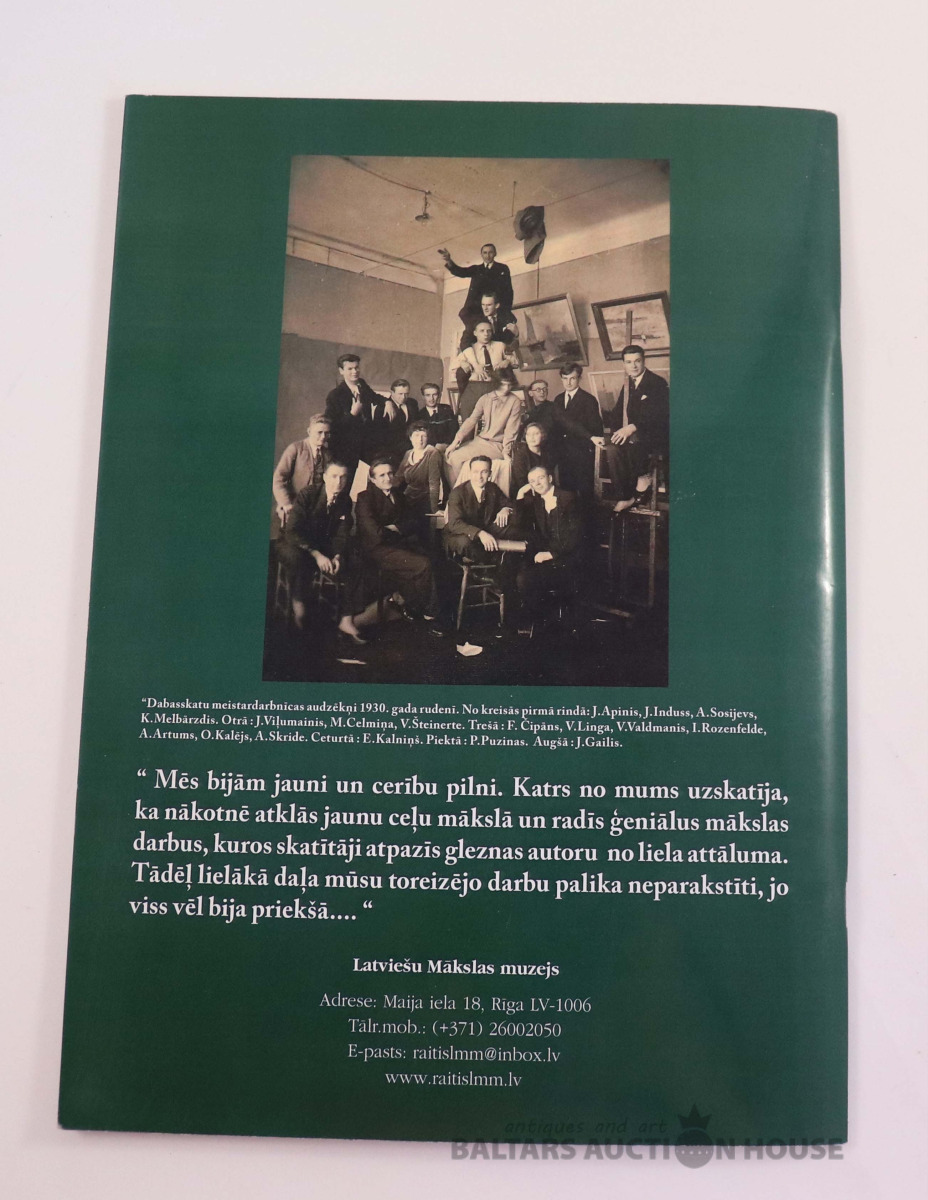 “Dabasskatu meistardarbnīcas audzēkņi 1930. gada rudenī. No kreisās pirmā rindā: J.Apinis, J.Induss, A.Sosijevs,
K.Melbārzdis. Otrā : J.Viļumainis, M.Celmiņa, V.Šteinerte. Trešā : F. Čipāns, V.Linga, V.Valdmanis, I.Rozenfelde,
A.Artums, O.Kalējs, A.Skride. Ceturtā : E.Kalniņš. Piektā : P.Puzinas. Augšā : J.Gailis.
“ Mēs bijām jauni un cerību pilni. Katrs no mums uzskatīja,
ka nākotnē atklās jaunu ceļu mākslā un radīs ģeniālus mākslas
darbus, kuros skatītāji atpazīs gleznas autoru no liela attāluma.
Tādēļ lielākā daļa mūsu toreizējo darbu palika neparakstīti, jo
viss vēl bija priekšā.... “
Latviešu Mākslas muzejs
Adrese: Maija iela 18, Rīga LV-1006
Tālr.mob.: (+371) 26002050
E-pasts: raitislmm@inbox.lv
www.raitislmm.lv
antiques and art
BALTARS AUCTION HOUSE